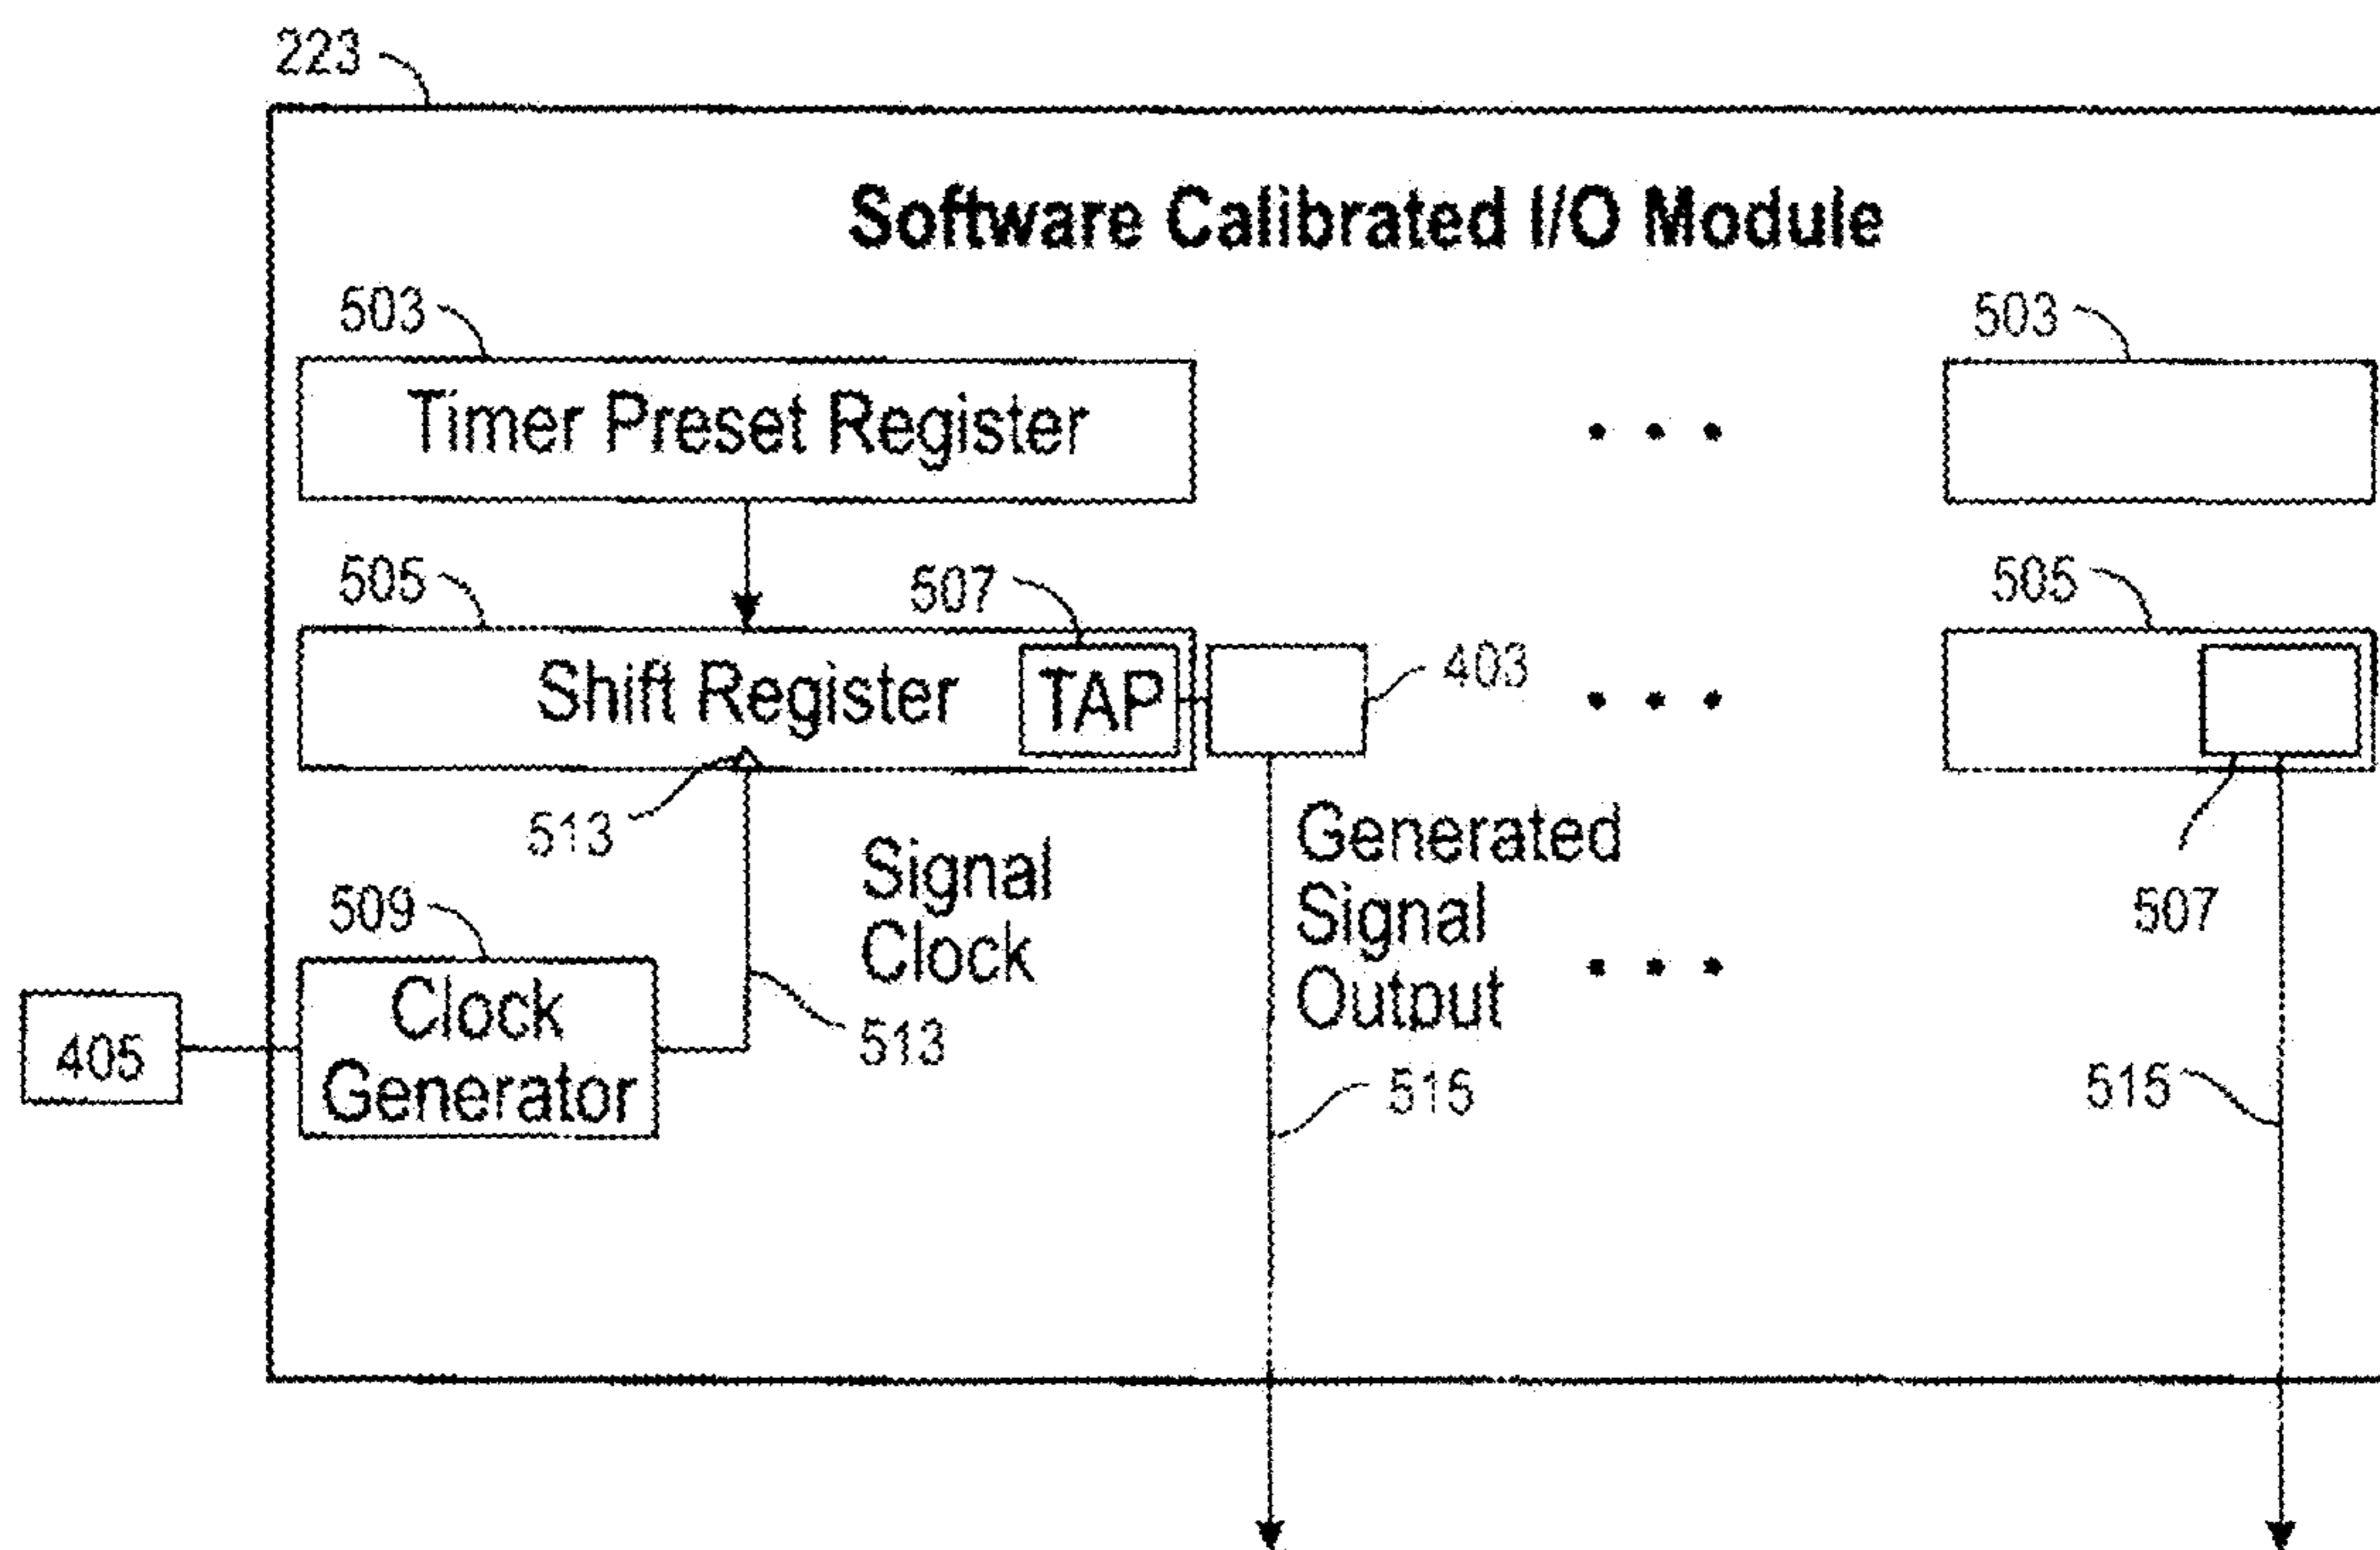 223
Software Calibrated I/O Module
503
503
Timer Preset Register
505
507
505
Shift Register
TAP
403
513
Signal
Clock
Generated
Signal
Output
507
509
Clock
Generator
405
513
515
515